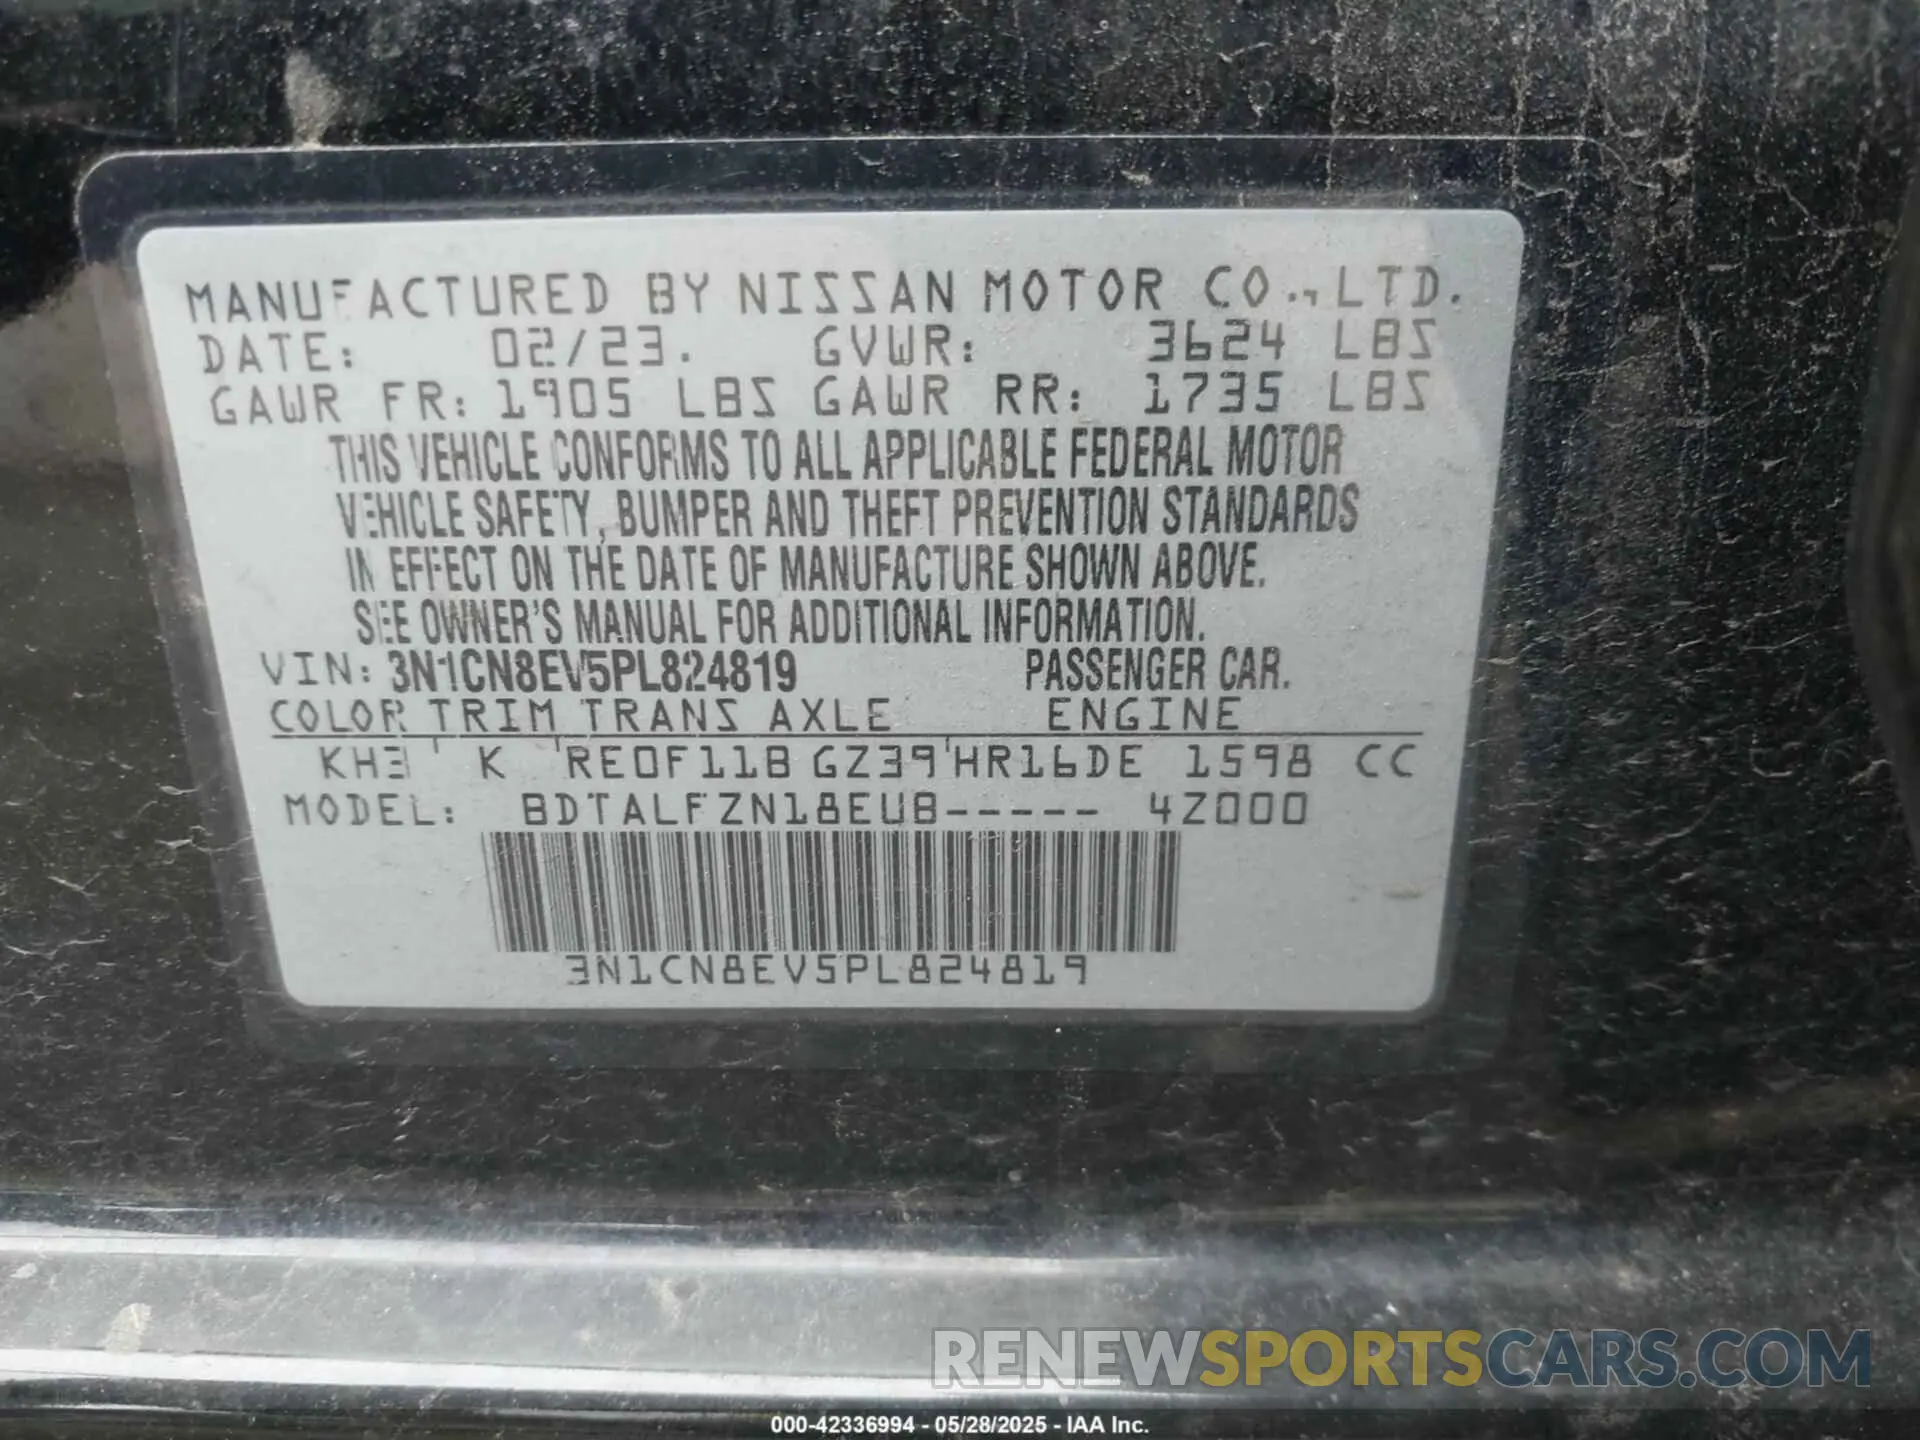 MANUFACTURED BY NISSAN MOTOR CO., LTD.
DATE: 02/23. GVWR: 3624 LBS
GAWR FR: 1905 LBS GAWR RR: 1735 LBS
THIS VEHICLE CONFORMS TO ALL APPLICABLE FEDERAL MOTOR
VEHICLE SAFETY, BUMPER AND THEFT PREVENTION STANDARDS
IN EFFECT ON THE DATE OF MANUFACTURE SHOWN ABOVE.
SEE OWNER'S MANUAL FOR ADDITIONAL INFORMATION.
VIN: 3N1CN8EV5PL824819 PASSENGER CAR.
COLOR TRIM TRANS AXLE ENGINE
KH3 K RE0F11B GZ39 HR16DE 1598 CC
MODEL: BDTALFZN18EUB----- 4Z000
3N1CN8EV5PL824819
RENEWSPORTSCARS.COM
000-42336994 - 05/28/2025 - IAA Inc.